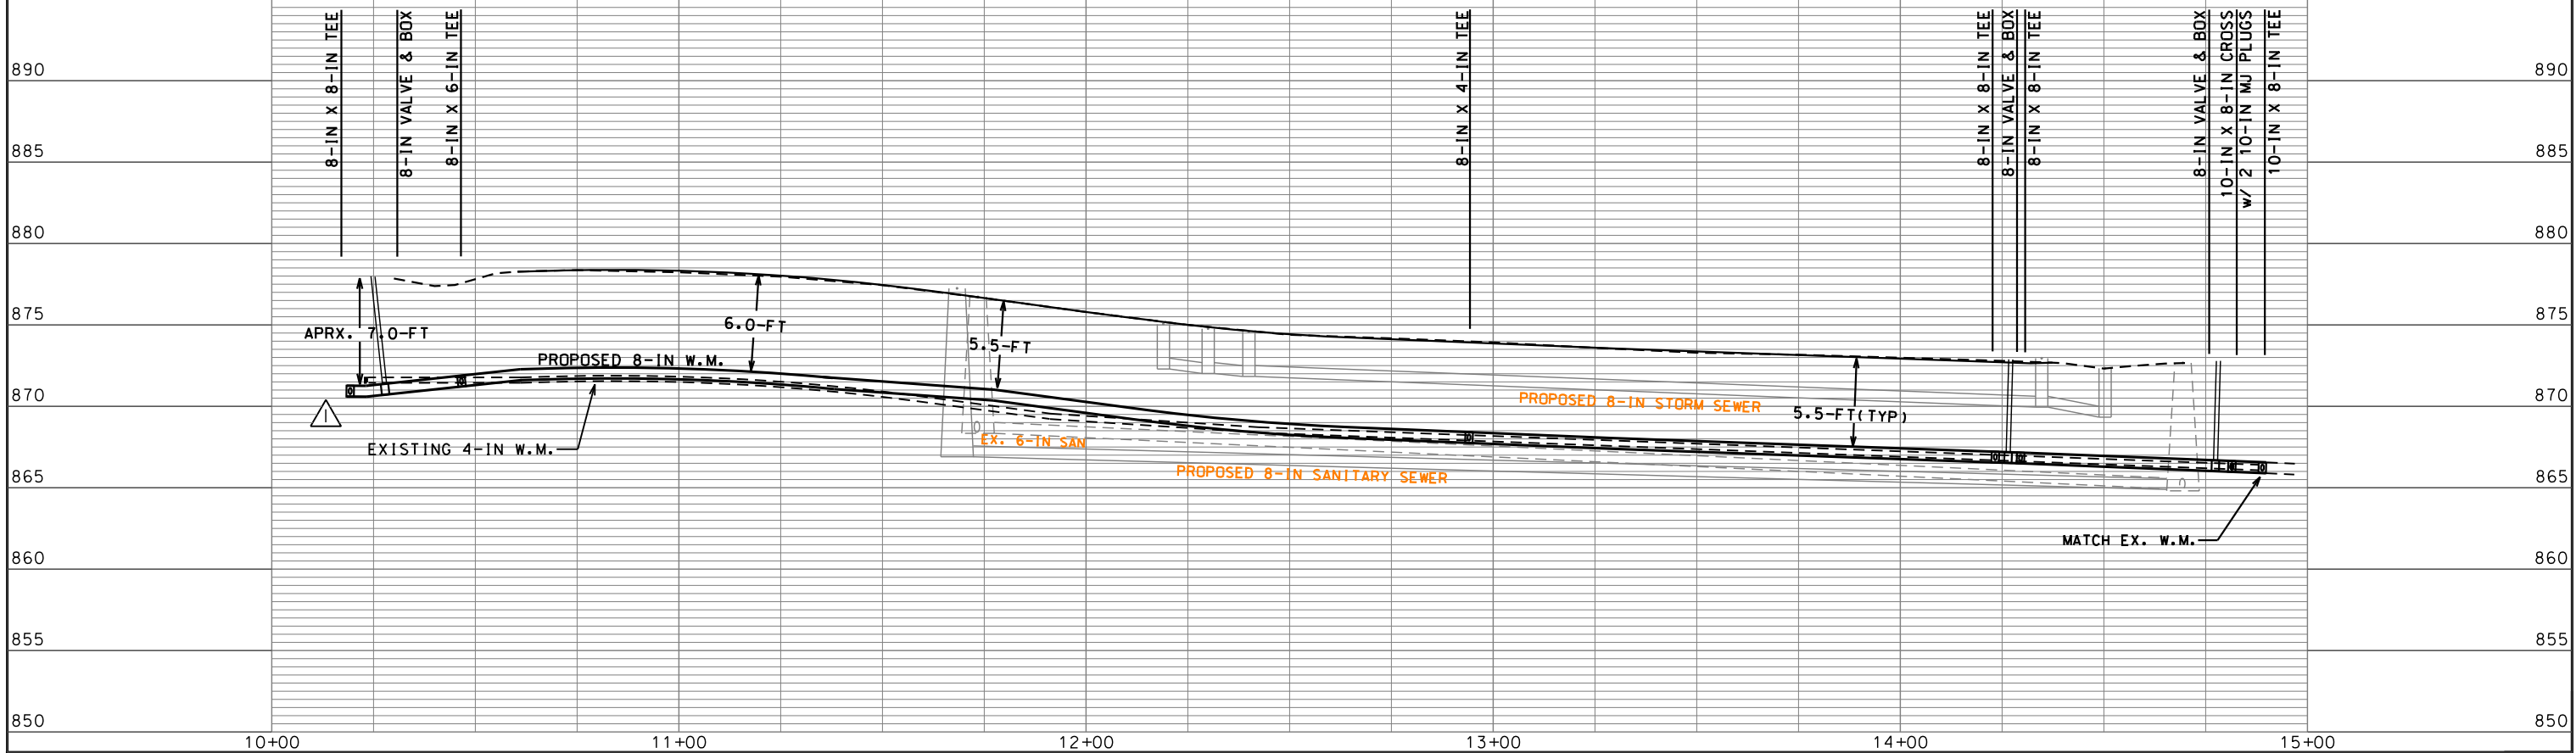 8-IN X 8-IN TEE
8-IN VALVE & BOX
8-IN X 6-IN TEE
8-IN X 4-IN TEE
8-IN X 8-IN TEE
8-IN VALVE & BOX
8-IN X 8-IN TEE
8-IN VALVE & BOX
10-IN X 8-IN CROSS
W/ 2 10-IN MJ PLUGS
10-IN X 8-IN TEE
890
890
885
885
880
880
875
875
APRX. 7.0-FT
6.0-FT
5.5-FT
PROPOSED 8-IN W.M.
870
870
PROPOSED 8-IN STORM SEWER
5.5-FT(TYP)
EX. 6-IN SAN
EXISTING 4-IN W.M.
PROPOSED 8-IN SANITARY SEWER
865
865
MATCH EX. W.M.
860
860
855
855
850
850
10+00
11+00
12+00
13+00
14+00
15+00